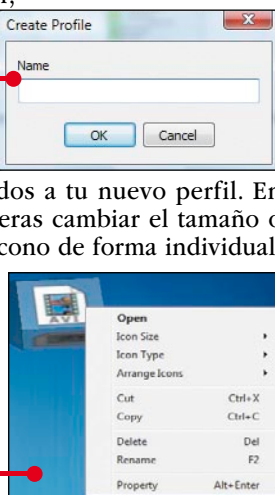 Create Profile
Name
OK Cancel
dos a tu nuevo perfil. En
eras cambiar el tamaño o
cono de forma individual
AVI
Open
Icon Size
Icon Type
Arrange Icons
Cut Ctrl+X
Copy Ctrl+C
Delete Del
Rename F2
Property Alt+Enter